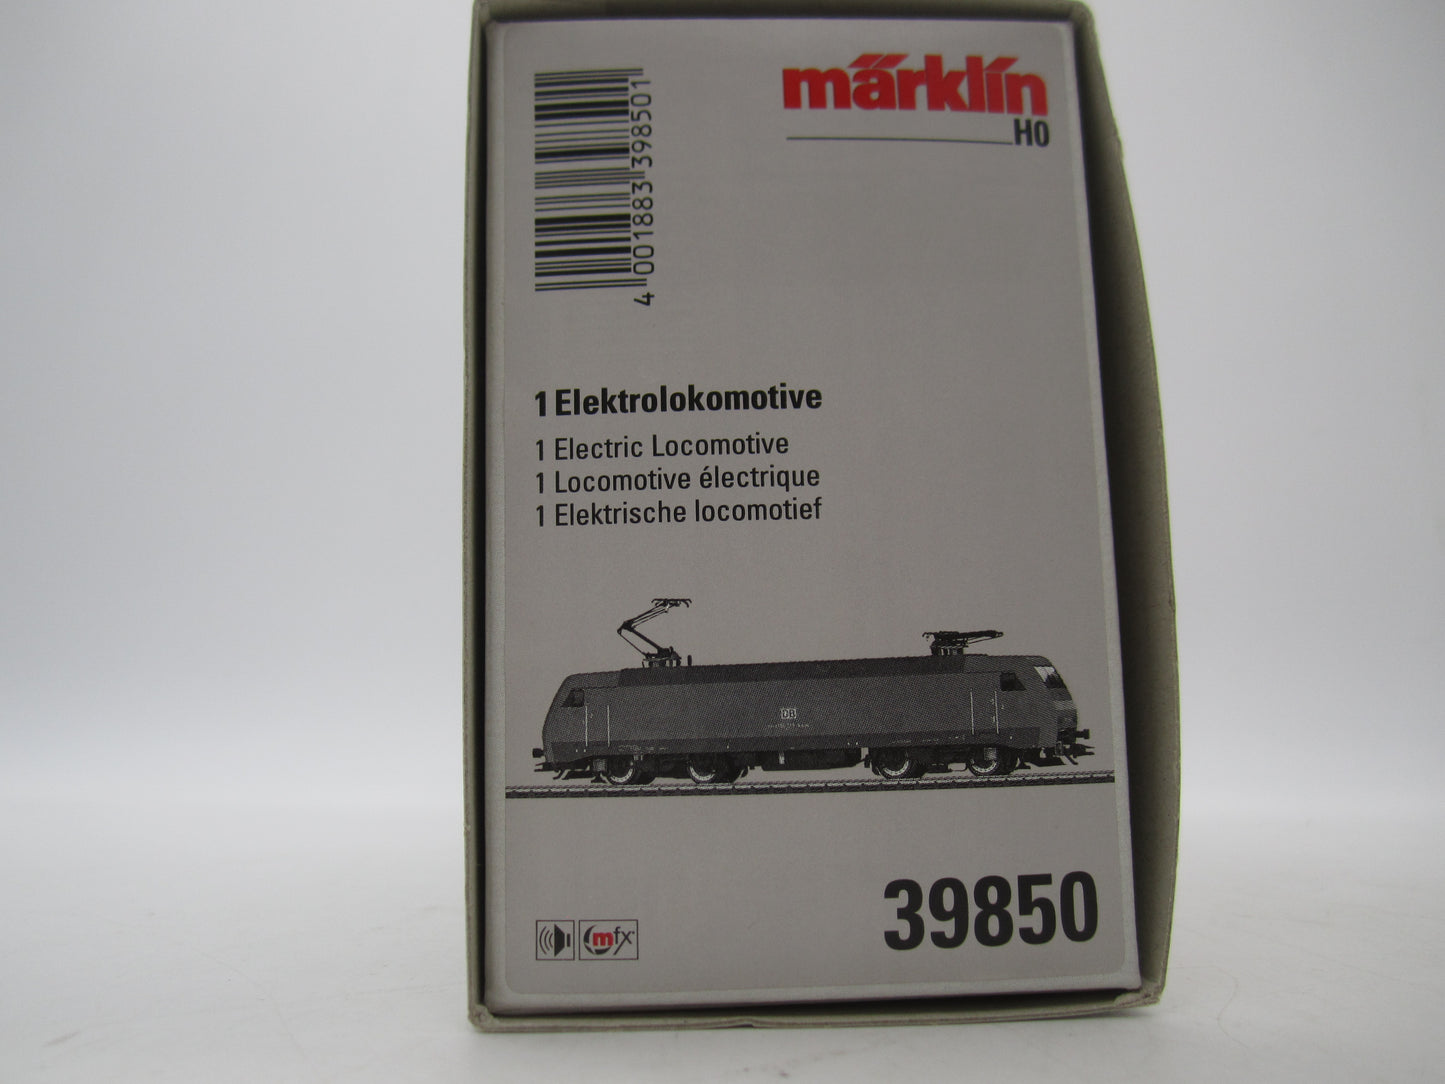 märklin
H0
4 001883 398501
1 Elektrolokomotive
1 Electric Locomotive
1 Locomotive électrique
1 Elektrische locomotief
DB
39850
mfx